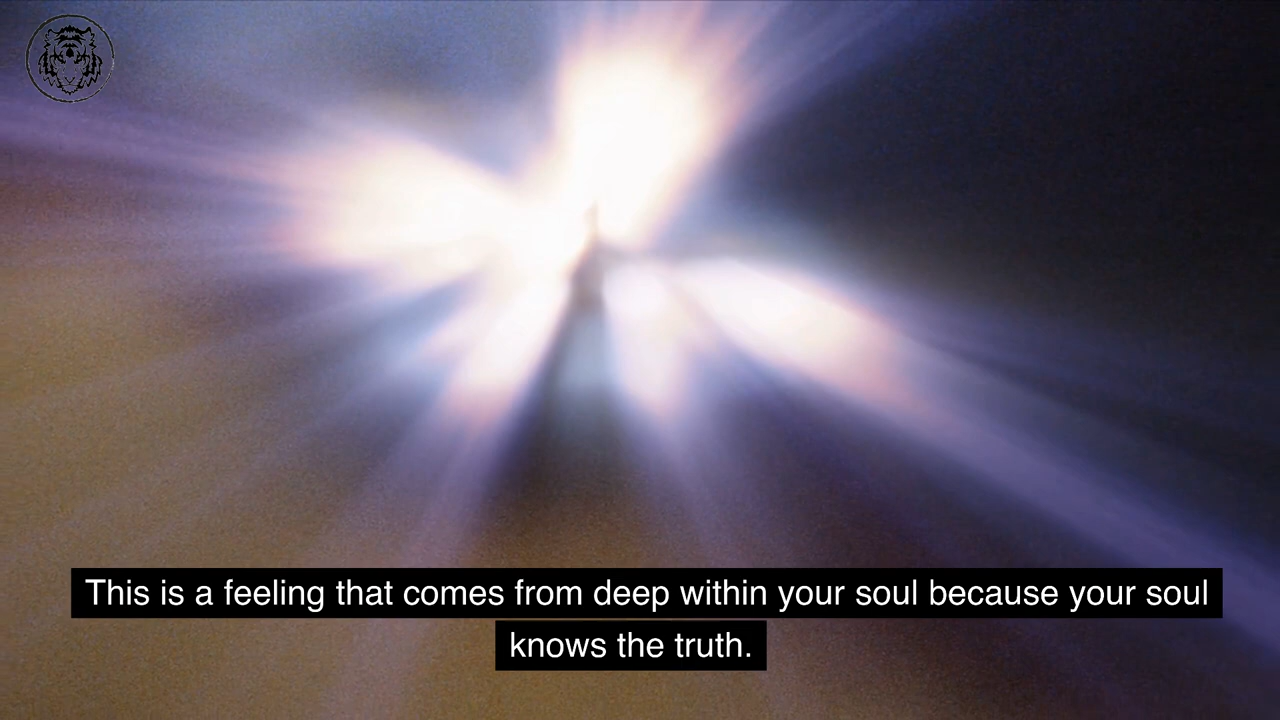 This is a feeling that comes from deep within your soul because your soul
knows the truth.